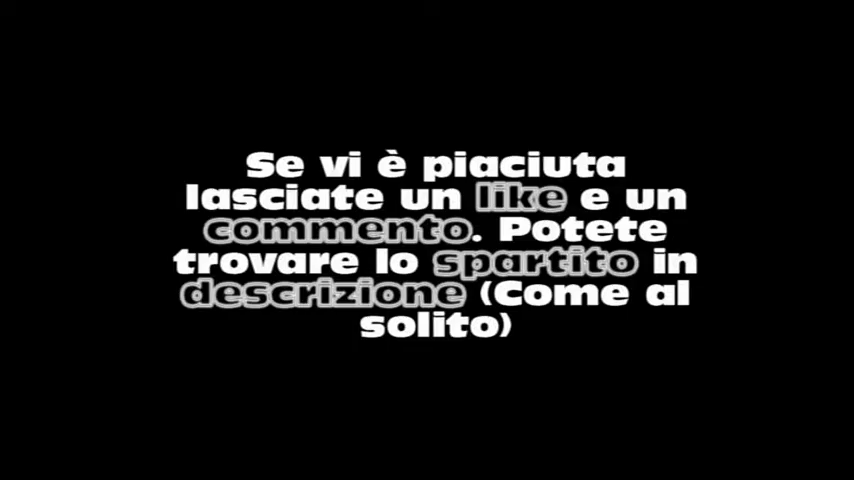 Se vi è piaciuta
lasciate un like e un
commento. Potete
trovare lo spartito in
descrizione (Come al
solito)